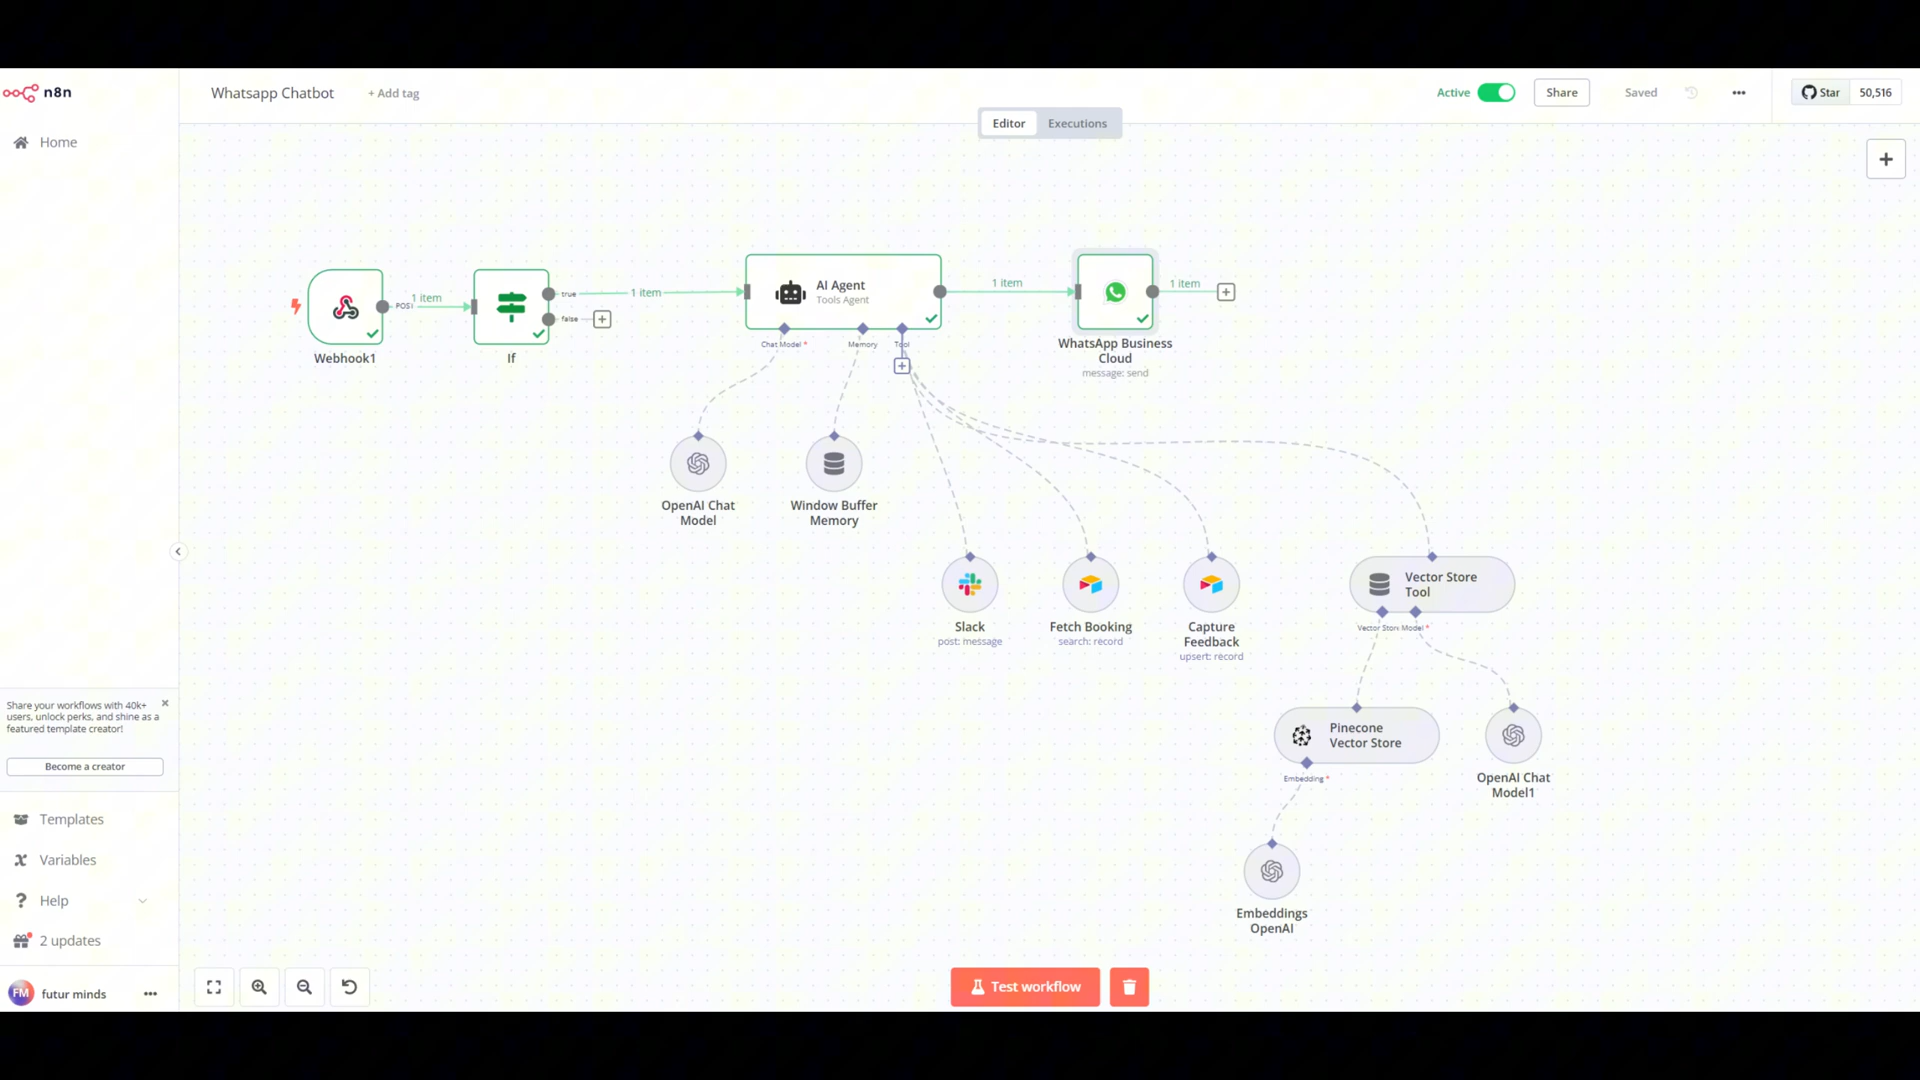 n8n
Whatsapp Chatbot
+ Add tag
Active
Share
Saved
Star
50,516
Editor
Executions
Home
POST
1 item
Webhook1
true
false
If
1 item
AI Agent
Tools Agent
Chat Model *
Memory
Tool
1 item
1 item
WhatsApp Business
Cloud
message: send
OpenAI Chat
Model
Window Buffer
Memory
Slack
post: message
Fetch Booking
search: record
Capture
Feedback
upsert: record
Vector Store
Tool
Vector Store
Model *
Pinecone
Vector Store
Embedding *
OpenAI Chat
Model1
Embeddings
OpenAI
Share your workflows with 40k+
users, unlock perks, and shine as a
featured template creator!
Become a creator
Templates
Variables
Help
2 updates
FM
futur minds
Test workflow